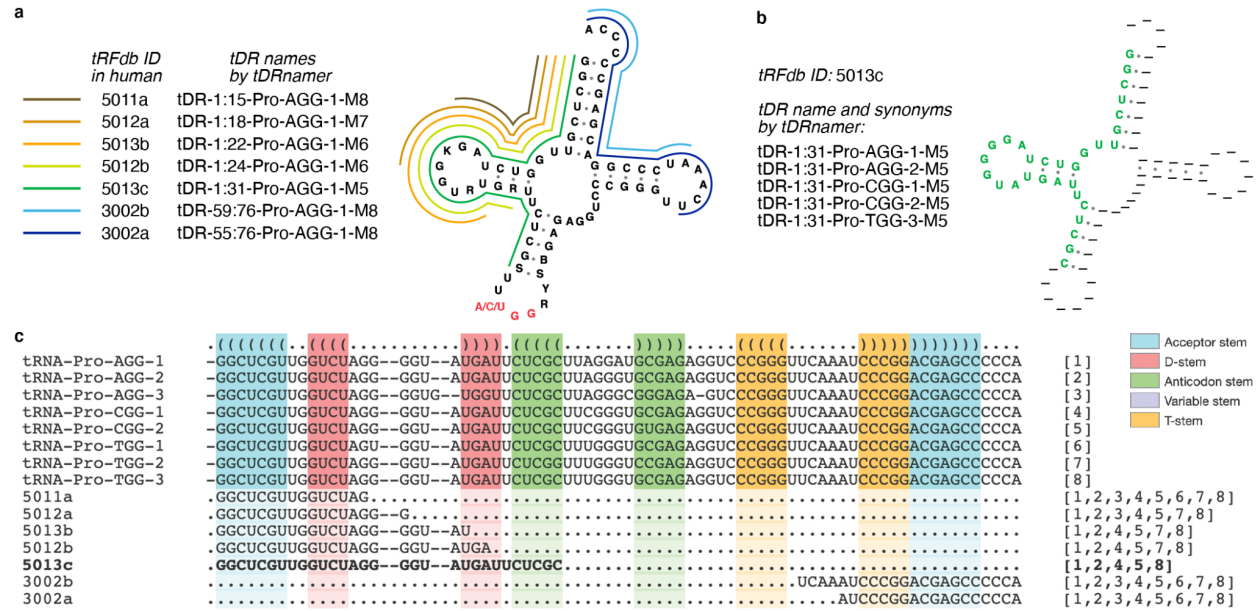 a
tRFdb ID in human
tDR names by tDRnamer
5011a tDR-1:15-Pro-AGG-1-M8
5012a tDR-1:18-Pro-AGG-1-M7
5013b tDR-1:22-Pro-AGG-1-M6
5012b tDR-1:24-Pro-AGG-1-M6
5013c tDR-1:31-Pro-AGG-1-M5
3002b tDR-59:76-Pro-AGG-1-M8
3002a tDR-55:76-Pro-AGG-1-M8
GGCUCGUUGGUCUAGKGGUURUGRUUCUCGSUU
A/C/U
G
G
RYSBGAGAGGUCCCGGGUUCAAAUCCCGGACGAGCCCCCA
b
tRFdb ID: 5013c
tDR name and synonyms
by tDRnamer:
tDR-1:31-Pro-AGG-1-M5
tDR-1:31-Pro-AGG-2-M5
tDR-1:31-Pro-CGG-1-M5
tDR-1:31-Pro-CGG-2-M5
tDR-1:31-Pro-TGG-3-M5
GGCUCGUUGGUCUAGGGGUAUGAUUCUCGC
c
.(((((((..((((...........)))).(((((.......))))).....(((((.......))))))))))))....
tRNA-Pro-AGG-1 -GGCUCGUUGGUCUAGG--GGU--AUGAUUCUCGCUUAGGAUGCGAGAGGUCCCGGGUUCAAAUCCCGGACGAGCCCCCA [1]
tRNA-Pro-AGG-2 -GGCUCGUUGGUCUAGG--GGU--AUGAUUCUCGCUUAGGGUGCGAGAGGUCCCGGGUUCAAAUCCCGGACGAGCCCCCA [2]
tRNA-Pro-AGG-3 -GGCUCGUUGGUCUAGG--GGUG--UGGUUCUCGCUUAGGGCGGGAGA-GUCCCGGGUUCAAAUCCCGGACGAGCCCCCA [3]
tRNA-Pro-CGG-1 -GGCUCGUUGGUCUAGG--GGU--AUGAUUCUCGCUUCGGGUGCGAGAGGUCCCGGGUUCAAAUCCCGGACGAGCCCCCA [4]
tRNA-Pro-CGG-2 -GGCUCGUUGGUCUAGG--GGU--AUGAUUCUCGCUUCGGGUGUGAGAGGUCCCGGGUUCAAAUCCCGGACGAGCCCCCA [5]
tRNA-Pro-TGG-1 -GGCUCGUUGGUCUAGU--GGU--AUGAUUCUCGCUUUGGGUGCGAGAGGUCCCGGGUUCAAAUCCCGGACGAGCCCCCA [6]
tRNA-Pro-TGG-2 -GGCUCGUUGGUCUAGG--GGU--AUGAUUCUCGGUUUGGGUCCGAGAGGUCCCGGGUUCAAAUCCCGGACGAGCCCCCA [7]
tRNA-Pro-TGG-3 -GGCUCGUUGGUCUAGG--GGU--AUGAUUCUCGCUUUGGGUGCGAGAGGUCCCGGGUUCAAAUCCCGGACGAGCCCCCA [8]
5011a .GGCUCGUUGGUCUAG................................................................ [1,2,3,4,5,6,7,8]
5012a .GGCUCGUUGGUCUAGG--G............................................................ [1,2,3,4,5,7,8]
5013b .GGCUCGUUGGUCUAGG--GGU--AU...................................................... [1,2,4,5,7,8]
5012b .GGCUCGUUGGUCUAGG--GGU--AUGA.................................................... [1,2,4,5,7,8]
5013c .GGCUCGUUGGUCUAGG--GGU--AUGAUUCUCGC............................................. [1,2,4,5,8]
3002b ..........................................................UCAAAUCCCGGACGAGCCCCCA [1,2,3,4,5,6,7,8]
3002a ..............................................................AUCCCGGACGAGCCCCCA [1,2,3,4,5,6,7,8]
Acceptor stem
D-stem
Anticodon stem
Variable stem
T-stem